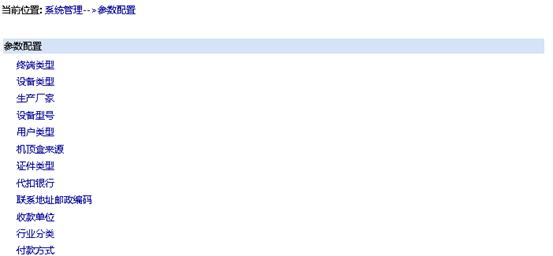 当前位置: 系统管理-->参数配置
参数配置
终端类型
设备类型
生产厂家
设备型号
用户类型
机顶盒来源
证件类型
代扣银行
联系地址邮政编码
收款单位
行业分类
付款方式